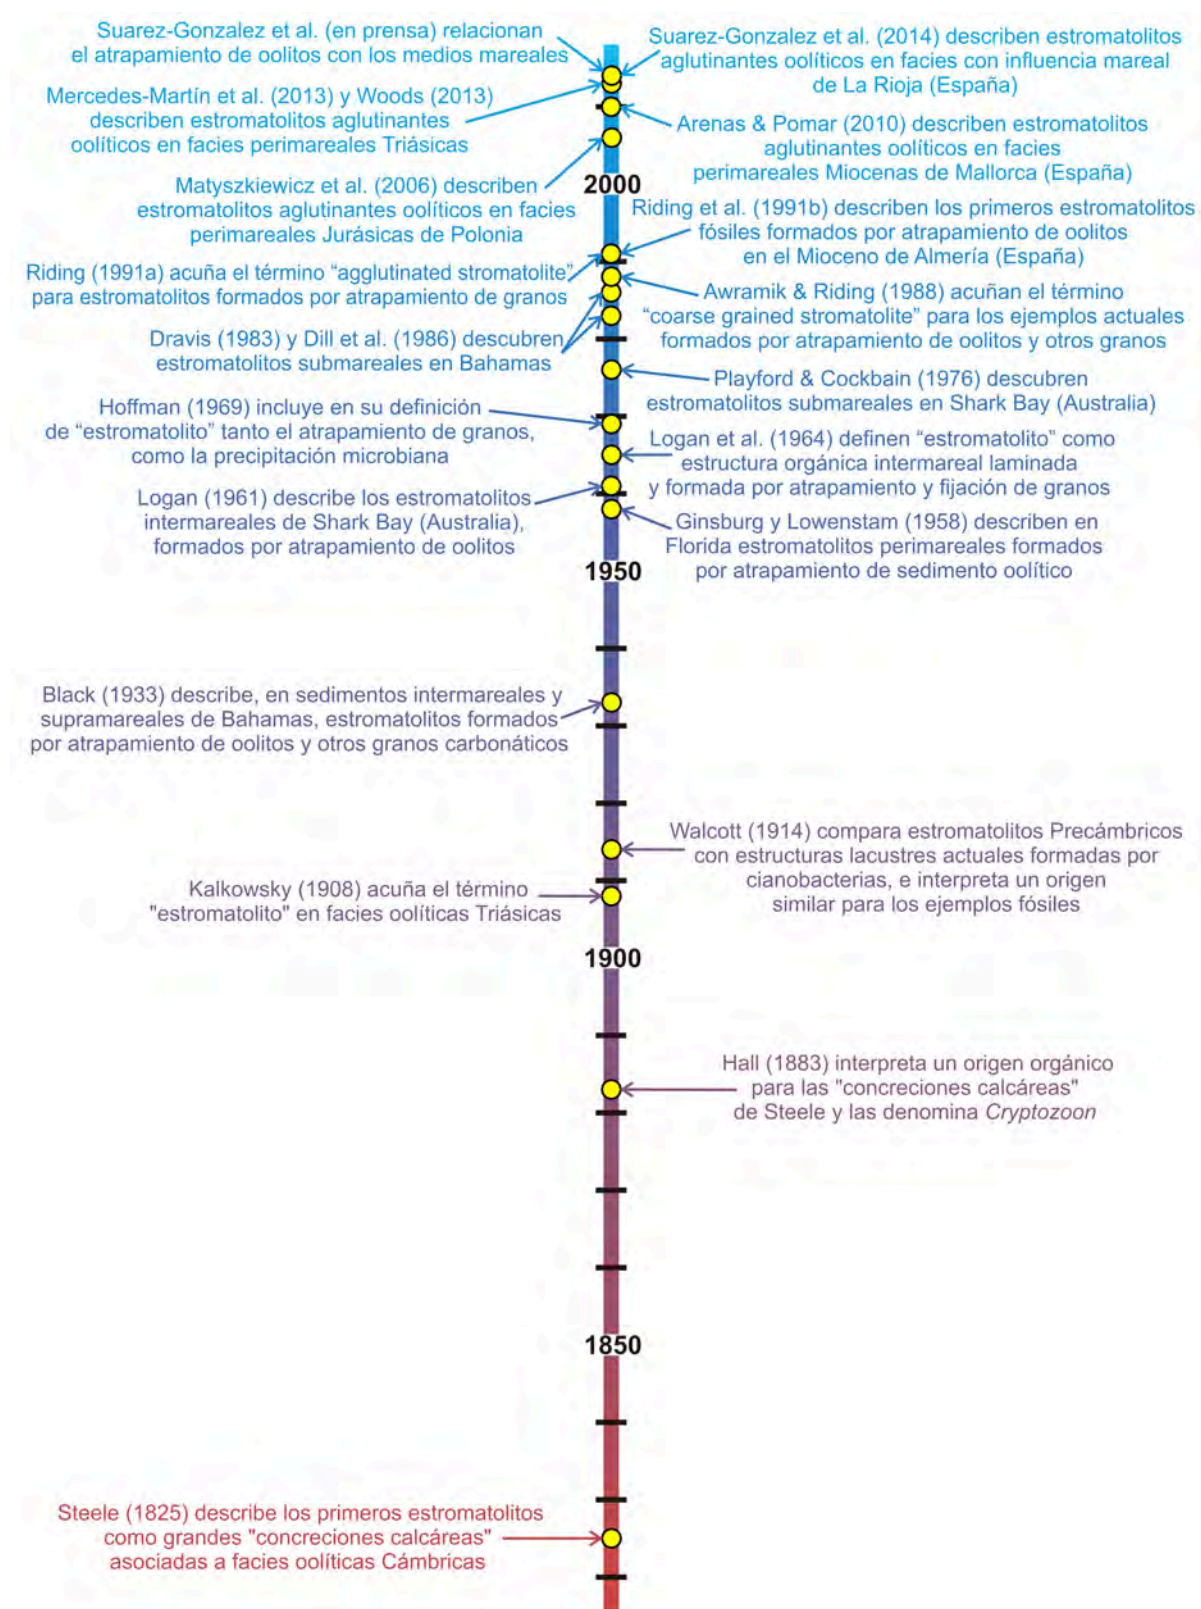 Suarez-Gonzalez et al. (en prensa) relacionan
el atrapamiento de oolitos con los medios mareales
Suarez-Gonzalez et al. (2014) describen estromatolitos
aglutinantes oolíticos en facies con influencia mareal
de La Rioja (España)
Mercedes-Martín et al. (2013) y Woods (2013)
describen estromatolitos aglutinantes
oolíticos en facies perimareales Triásicas
Arenas & Pomar (2010) describen estromatolitos
aglutinantes oolíticos en facies
perimareales Miocenas de Mallorca (España)
Matyszkiewicz et al. (2006) describen
estromatolitos aglutinantes oolíticos en facies
perimareales Jurásicas de Polonia
2000
Riding et al. (1991b) describen los primeros estromatolitos
fósiles formados por atrapamiento de oolitos
en el Mioceno de Almería (España)
Riding (1991a) acuña el término “agglutinated stromatolite”
para estromatolitos formados por atrapamiento de granos
Awramik & Riding (1988) acuñan el término
“coarse grained stromatolite” para los ejemplos actuales
formados por atrapamiento de oolitos y otros granos
Dravis (1983) y Dill et al. (1986) descubren
estromatolitos submareales en Bahamas
Playford & Cockbain (1976) descubren
estromatolitos submareales en Shark Bay (Australia)
Hoffman (1969) incluye en su definición
de “estromatolito” tanto el atrapamiento de granos,
como la precipitación microbiana
Logan et al. (1964) definen “estromatolito” como
estructura orgánica intermareal laminada
y formada por atrapamiento y fijación de granos
Logan (1961) describe los estromatolitos
intermareales de Shark Bay (Australia),
formados por atrapamiento de oolitos
Ginsburg y Lowenstam (1958) describen en
Florida estromatolitos perimareales formados
por atrapamiento de sedimento oolítico
1950
Black (1933) describe, en sedimentos intermareales y
supramareales de Bahamas, estromatolitos formados
por atrapamiento de oolitos y otros granos carbonáticos
Walcott (1914) compara estromatolitos Precámbricos
con estructuras lacustres actuales formadas por
cianobacterias, e interpreta un origen
similar para los ejemplos fósiles
Kalkowsky (1908) acuña el término
"estromatolito" en facies oolíticas Triásicas
1900
Hall (1883) interpreta un origen orgánico
para las "concreciones calcáreas"
de Steele y las denomina Cryptozoon
1850
Steele (1825) describe los primeros estromatolitos
como grandes "concreciones calcáreas"
asociadas a facies oolíticas Cámbricas